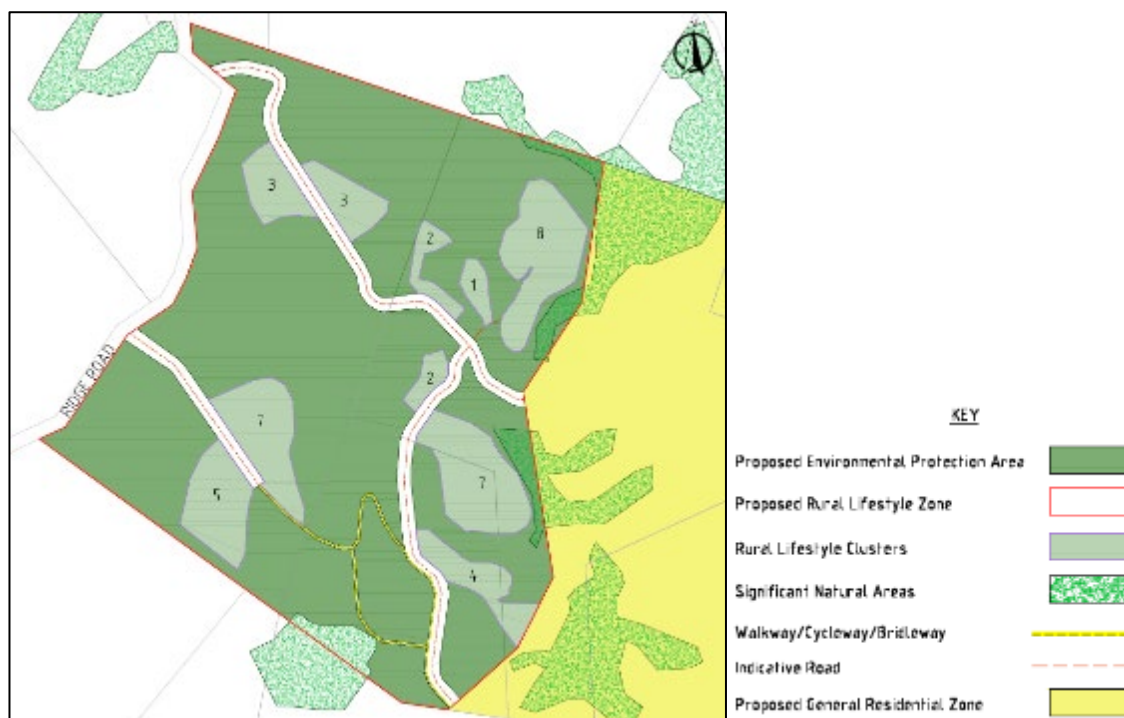 3
3
2
8
1
RIDGE ROAD
2
7
7
5
4
KEY
Proposed Environmental Protection Area
Proposed Rural Lifestyle Zone
Rural Lifestyle Clusters
Significant Natural Areas
Walkway/Cycleway/Bridleway
Indicative Road
Proposed General Residential Zone